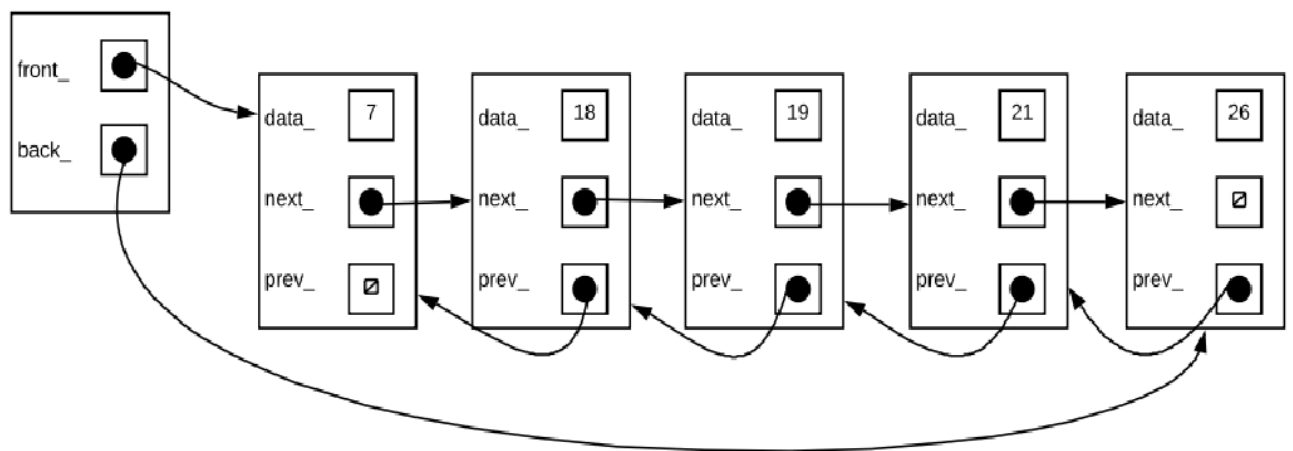 front_
back_
data_ 7
next_
prev_
data_ 18
next_
prev_
data_ 19
next_
prev_
data_ 21
next_
prev_
data_ 26
next_
prev_